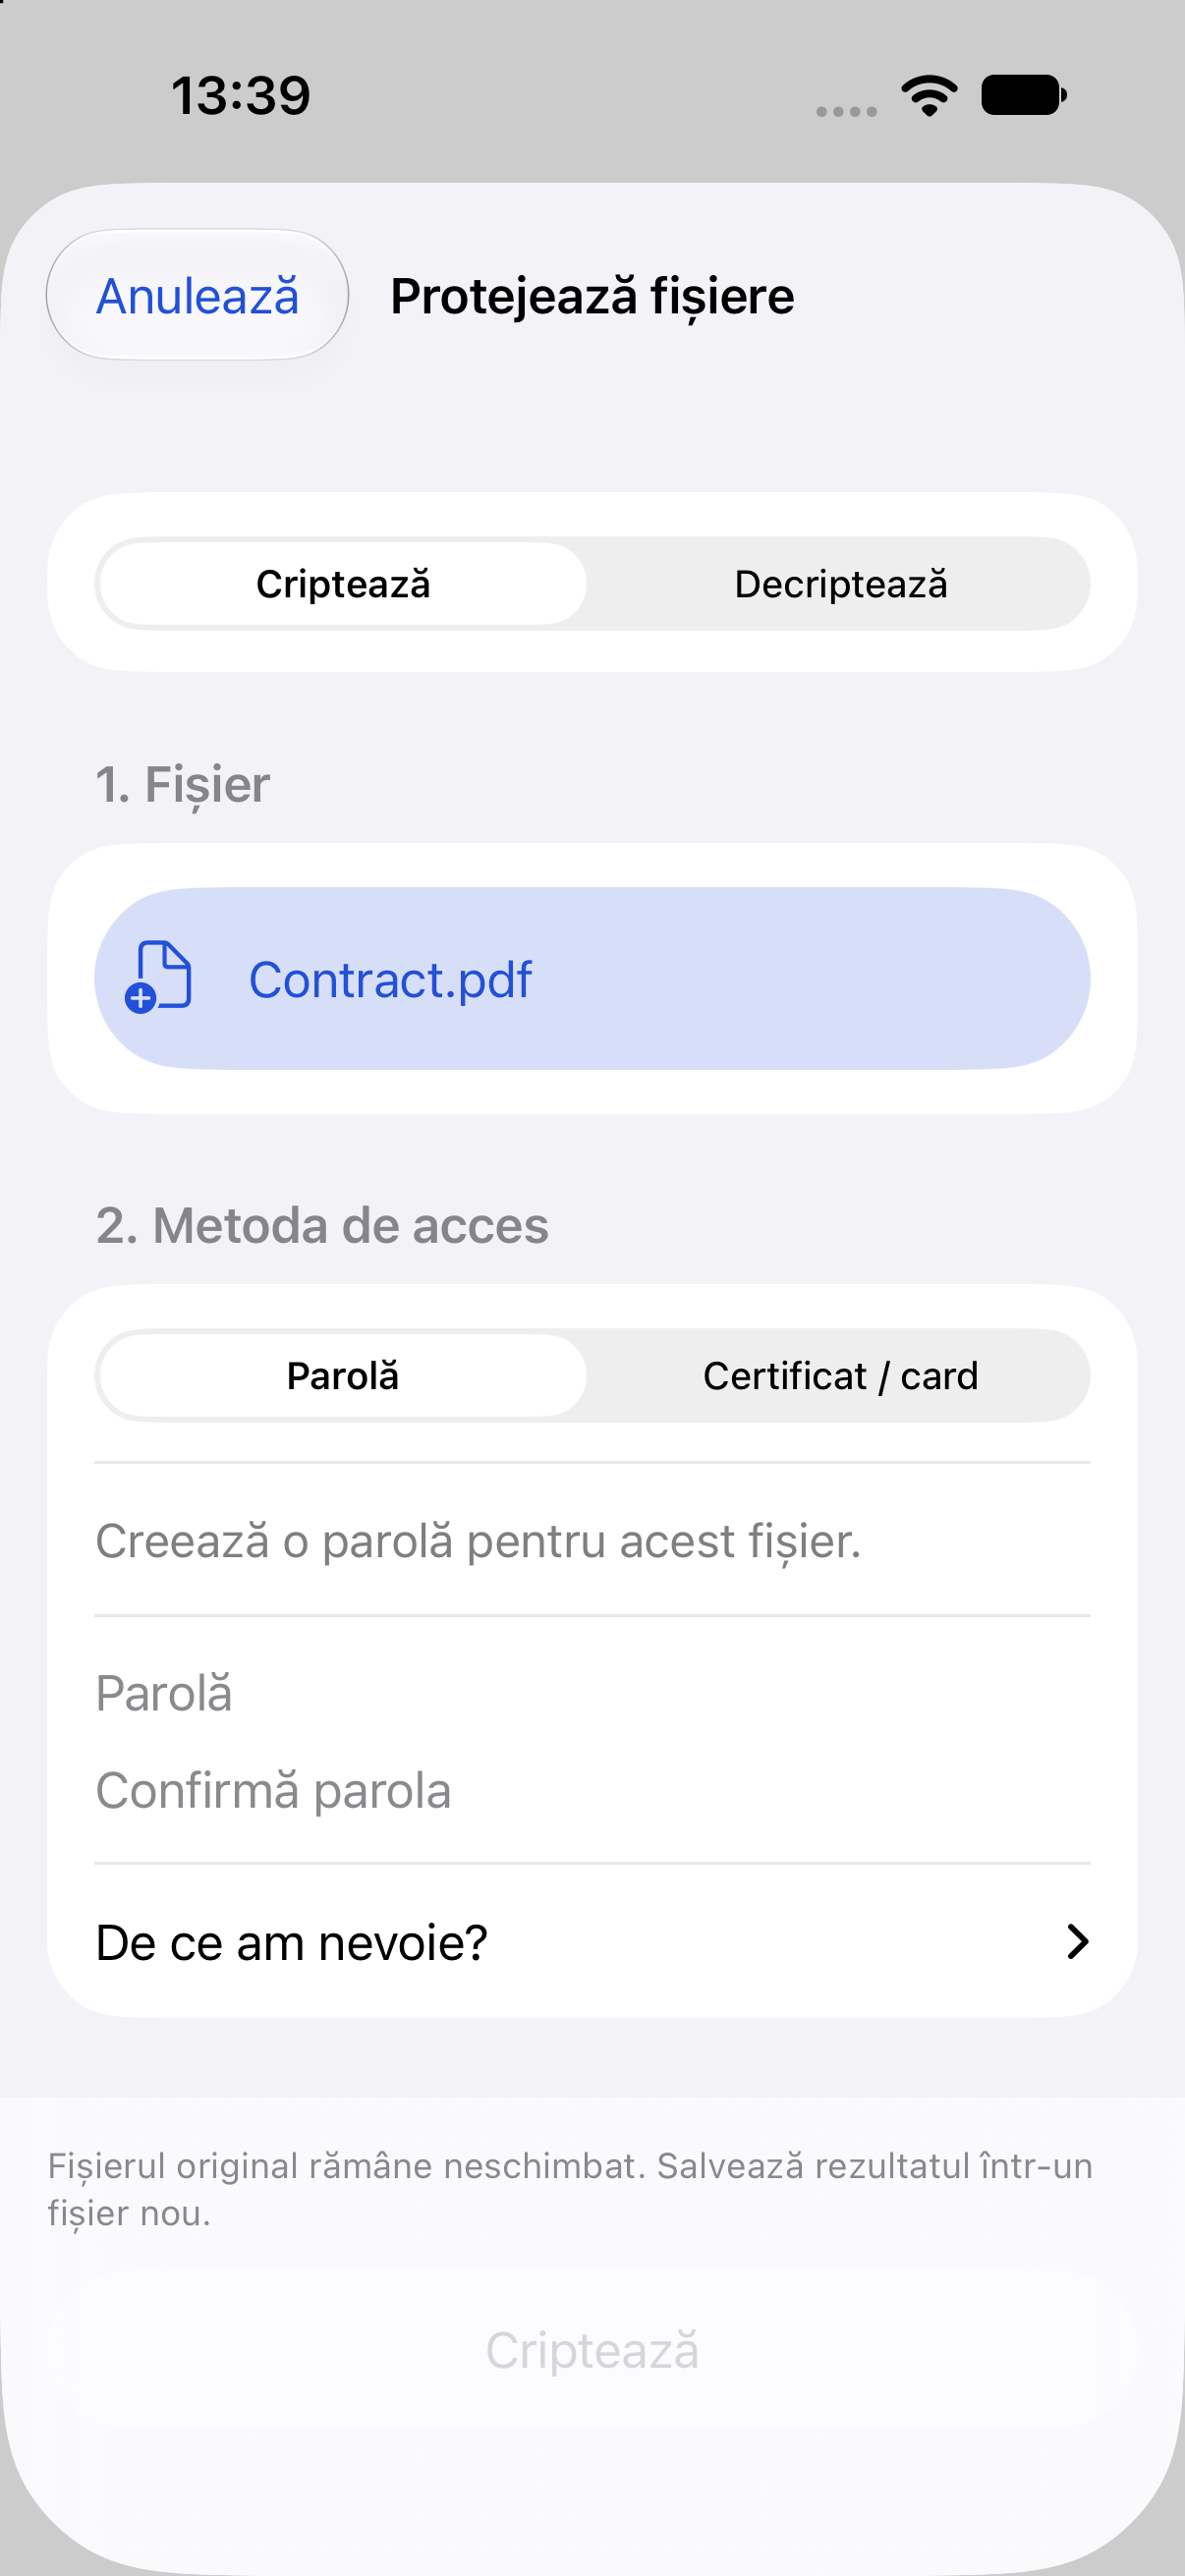 13:39
Anulează
Protejează fișiere
Criptează
Decriptează
1. Fișier
Contract.pdf
2. Metoda de acces
Parolă
Certificat / card
Creează o parolă pentru acest fișier.
Parolă
Confirmă parola
De ce am nevoie?
Fișierul original rămâne neschimbat. Salvează rezultatul într-un
fișier nou.
Criptează